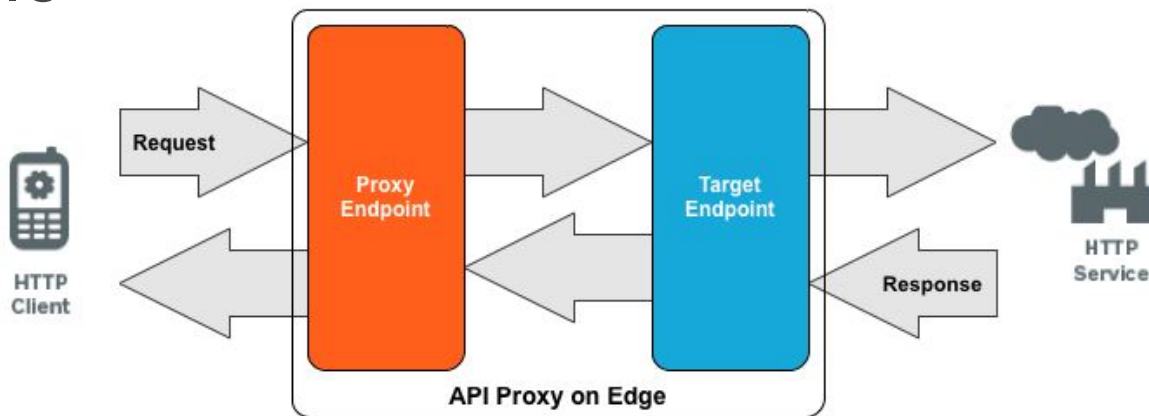 Request
Proxy
Endpoint
Target
Endpoint
HTTP
Client
HTTP
Service
Response
API Proxy on Edge